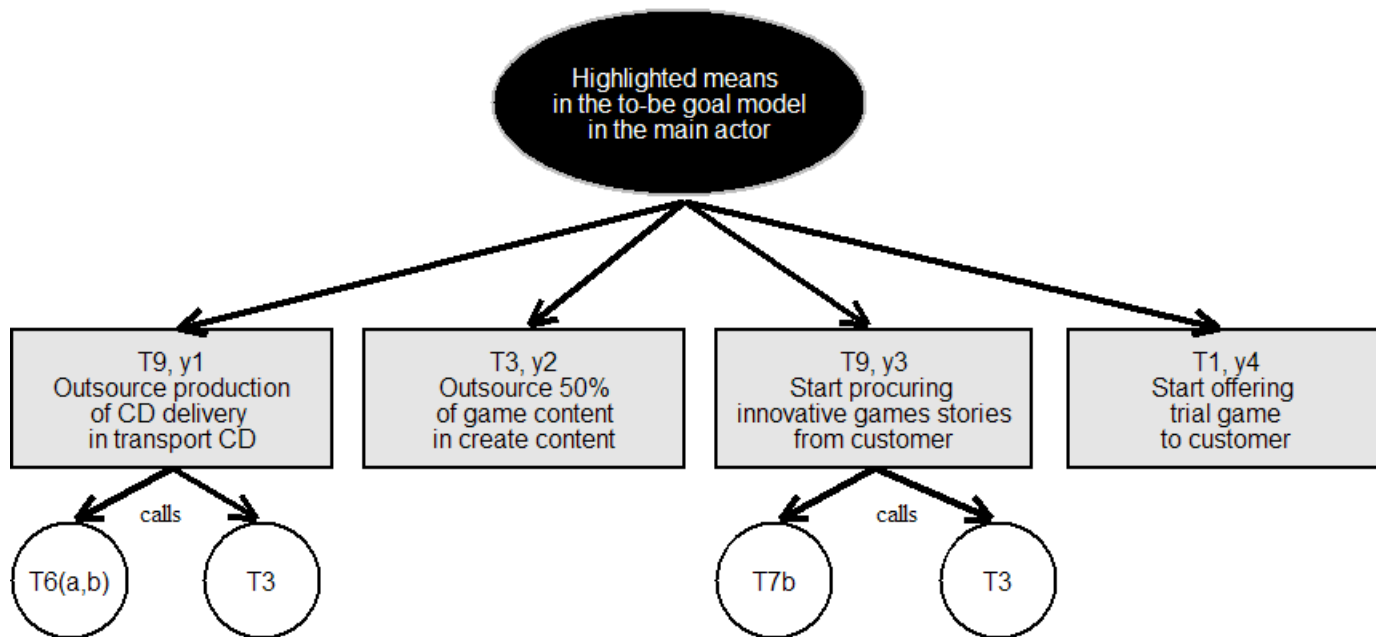 Highlighted means
in the to-be goal model
in the main actor
T9, y1
Outsource production
of CD delivery
in transport CD
T3, y2
Outsource 50%
of game content
in create content
T9, y3
Start procuring
innovative games stories
from customer
T1, y4
Start offering
trial game
to customer
calls
calls
T6(a,b)
T3
T7b
T3